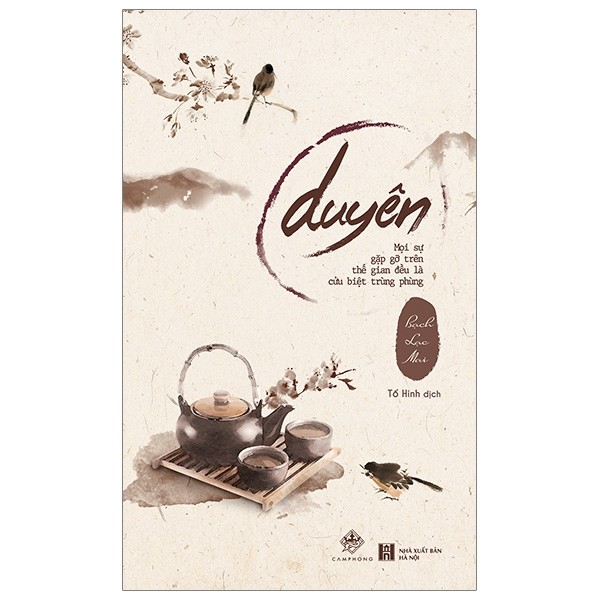 duyên
Mọi sự
gặp gỡ trên
thế gian đều là
cửu biệt trùng phùng
Bạch
Lạc
Mai
Tố Hinh dịch
CAMPHONG
NHÀ XUẤT BẢN
HÀ NỘI